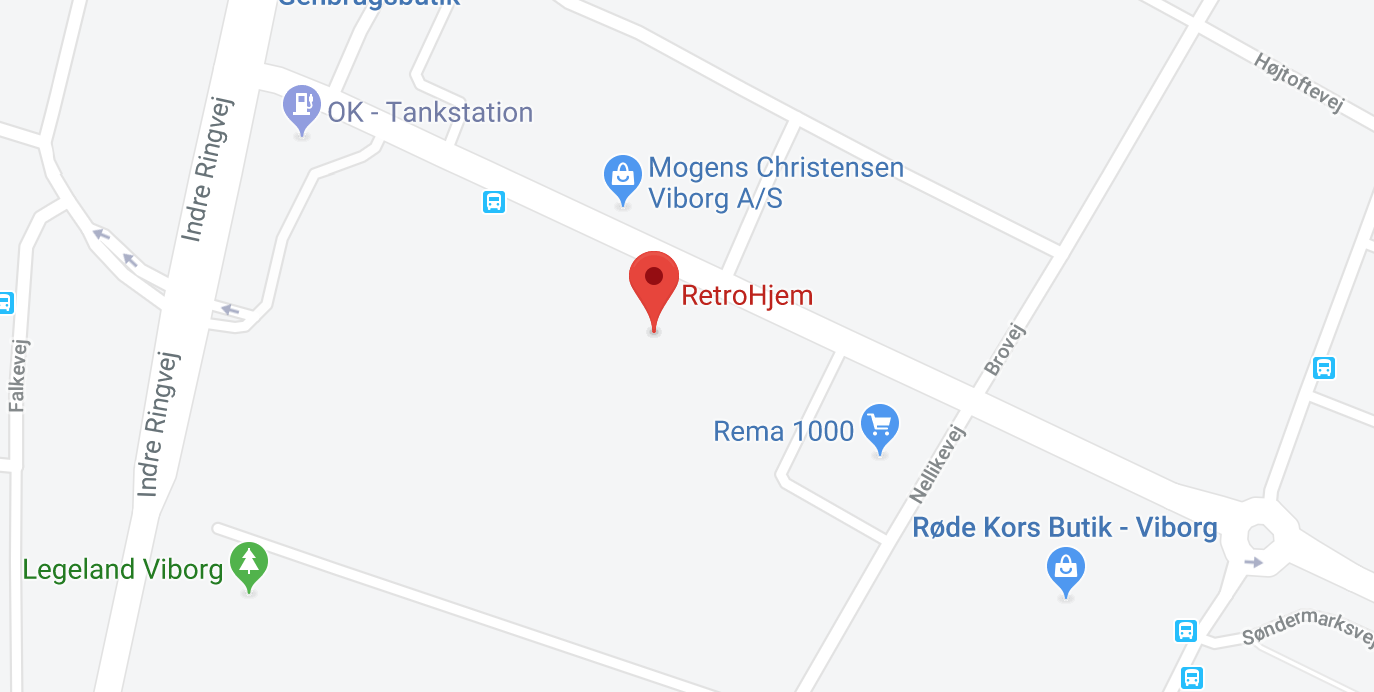 Genbrugsbutik
Højtoftevej
OK - Tankstation
Indre Ringvej
Mogens Christensen
Viborg A/S
RetroHjem
Brovej
Falkevej
Indre Ringvej
Rema 1000
Nellikevej
Røde Kors Butik - Viborg
Legeland Viborg
Søndermarksvej